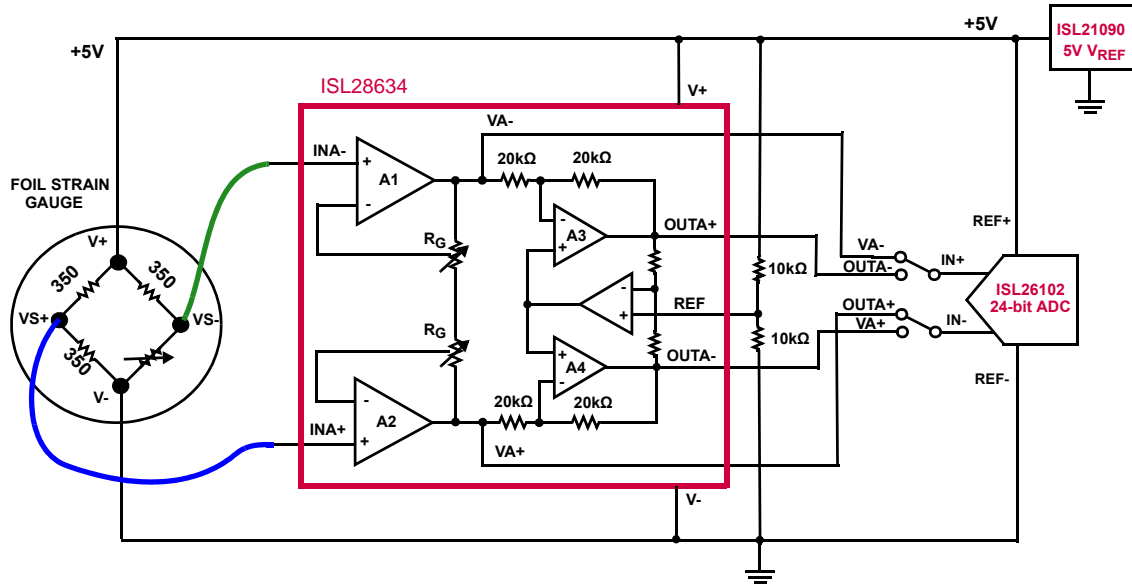 +5V
+5V
ISL21090
5V VREF
ISL28634
V+
VA-
INA-
+
-
A1
20kΩ
20kΩ
FOIL STRAIN
GAUGE
V+
350
350
VS+
VS-
350
V-
RG
RG
-
+
A3
OUTA+
-
+
REF
10kΩ
10kΩ
+
-
A4
OUTA-
20kΩ
20kΩ
-
+
A2
INA+
VA+
V-
REF+
VA-
OUTA-
IN+
OUTA+
VA+
IN-
ISL26102
24-bit ADC
REF-